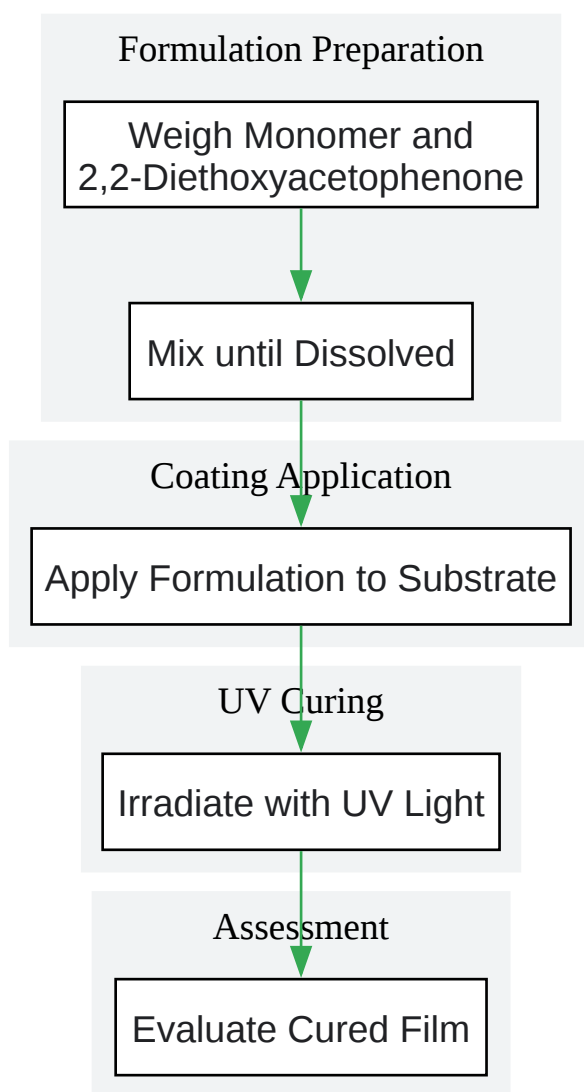 Formulation Preparation
Weigh Monomer and
2,2-Diethoxyacetophenone
Mix until Dissolved
Coating Application
Apply Formulation to Substrate
UV Curing
Irradiate with UV Light
Assessment
Evaluate Cured Film